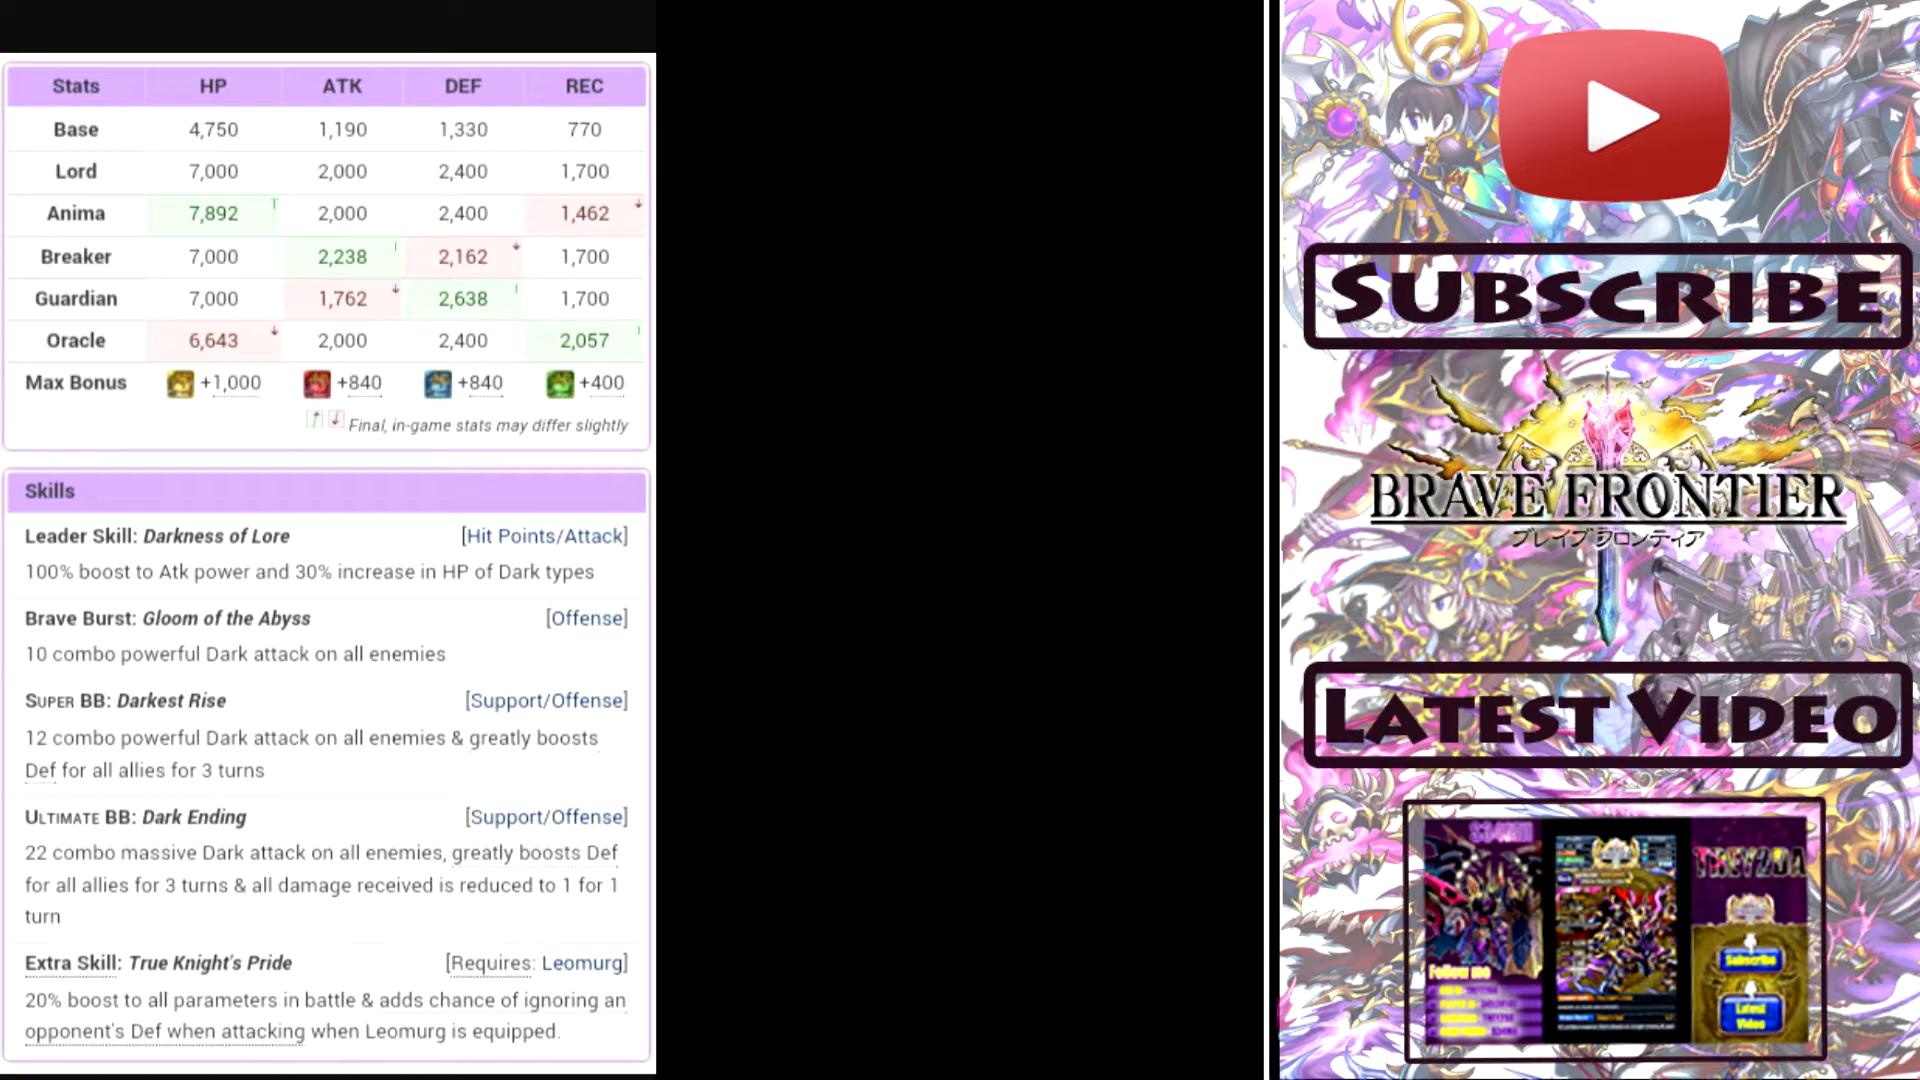 Stats HP ATK DEF REC
Base 4,750 1,190 1,330 770
Lord 7,000 2,000 2,400 1,700
Anima 7,892 2,000 2,400 1,462
Breaker 7,000 2,238 2,162 1,700
Guardian 7,000 1,762 2,638 1,700
Oracle 6,643 2,000 2,400 2,057
Max Bonus +1,000 +840 +840 +400
Final, in-game stats may differ slightly
Skills
Leader Skill: Darkness of Lore [Hit Points/Attack]
100% boost to Atk power and 30% increase in HP of Dark types
Brave Burst: Gloom of the Abyss [Offense]
10 combo powerful Dark attack on all enemies
SUPER BB: Darkest Rise [Support/Offense]
12 combo powerful Dark attack on all enemies & greatly boosts
Def for all allies for 3 turns
ULTIMATE BB: Dark Ending [Support/Offense]
22 combo massive Dark attack on all enemies, greatly boosts Def
for all allies for 3 turns & all damage received is reduced to 1 for 1
turn
Extra Skill: True Knight's Pride [Requires: Leomurg]
20% boost to all parameters in battle & adds chance of ignoring an
opponent's Def when attacking when Leomurg is equipped.
SUBSCRIBE
BRAVE FRONTIER
ブレイブ フロンティア
LATEST VIDEO
Follow me
Subscribe
Latest
Video